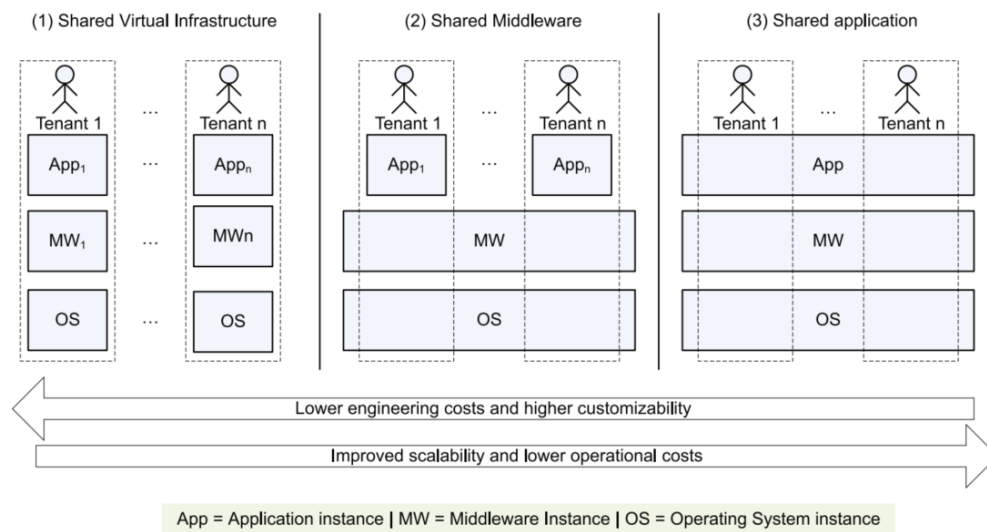 (1) Shared Virtual Infrastructure
(2) Shared Middleware
(3) Shared application
Tenant 1 ... Tenant n
App₁ ... Appₙ
MW₁ ... MWn
OS ... OS
Tenant 1 ... Tenant n
App₁ ... Appₙ
MW
OS
Tenant 1 ... Tenant n
App
MW
OS
Lower engineering costs and higher customizability
Improved scalability and lower operational costs
App = Application instance | MW = Middleware Instance | OS = Operating System instance